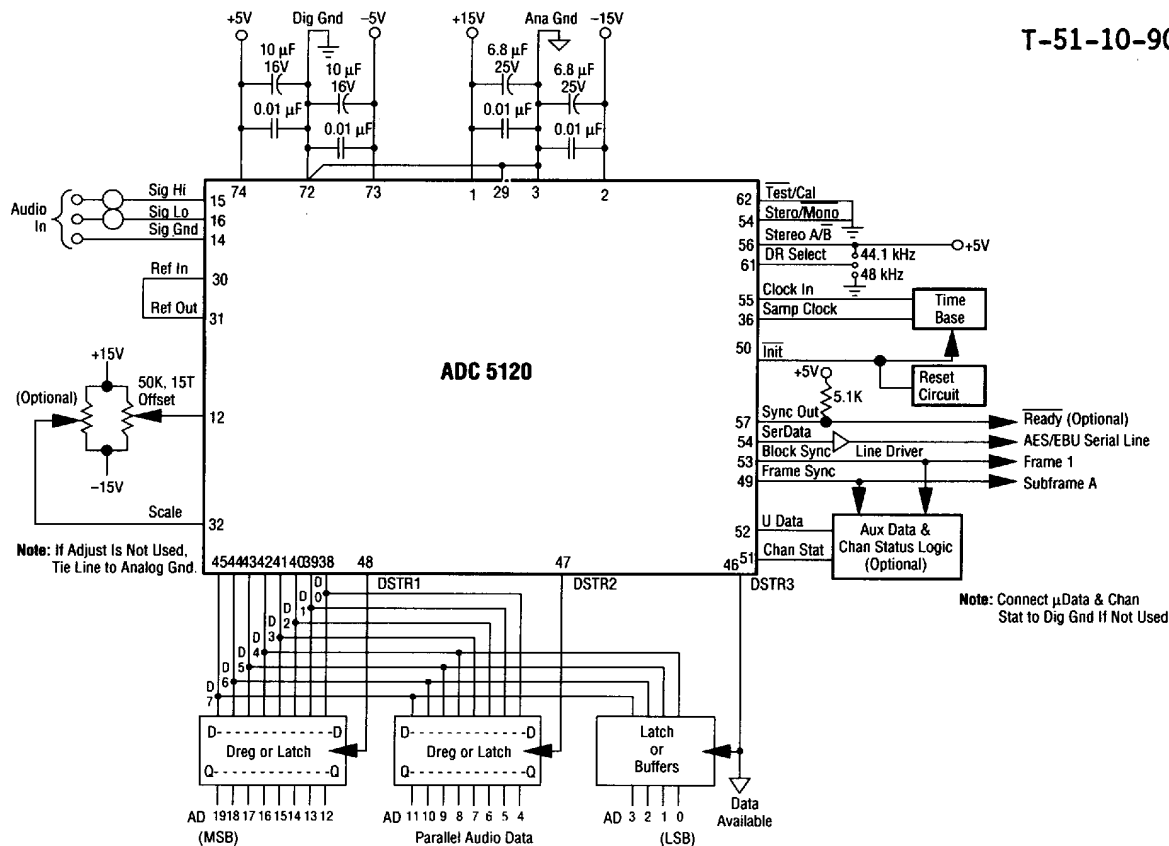 T-51-10-90
+5V Dig Gnd −5V +15V Ana Gnd −15V
10 µF 16V
10 µF 16V
6.8 µF 25V
6.8 µF 25V
0.01 µF
0.01 µF
0.01 µF
0.01 µF
74 72 73 1 29 3 2
Audio In
Sig Hi 15
Sig Lo 16
Sig Gnd 14
Ref In 30
Ref Out 31
+15V
(Optional)
50K, 15T
Offset
12
−15V
Scale 32
Note: If Adjust Is Not Used,
Tie Line to Analog Gnd.
ADC 5120
62 Test/Cal
54 Stero/Mono
56 Stereo A/B +5V
61 DR Select 44.1 kHz
48 kHz
55 Clock In
36 Samp Clock
Time Base
50 Init
Reset Circuit
+5V
5.1K
57 Sync Out Ready (Optional)
54 SerData AES/EBU Serial Line
Line Driver
53 Block Sync Frame 1
49 Frame Sync Subframe A
52 U Data
51 Chan Stat
Aux Data &
Chan Status Logic
(Optional)
Note: Connect µData & Chan
Stat to Dig Gnd If Not Used
45 44 43 42 41 40 39 38 48 47 46
DSTR1 DSTR2 DSTR3
D 0
D 1
D 2
D 3
D 4
D 5
D 6
D 7
D D
Dreg or Latch
Q Q
D D
Dreg or Latch
Q Q
Latch
or
Buffers
AD 19 18 17 16 15 14 13 12
(MSB)
AD 11 10 9 8 7 6 5 4
Parallel Audio Data
AD 3 2 1 0
(LSB)
Data
Available